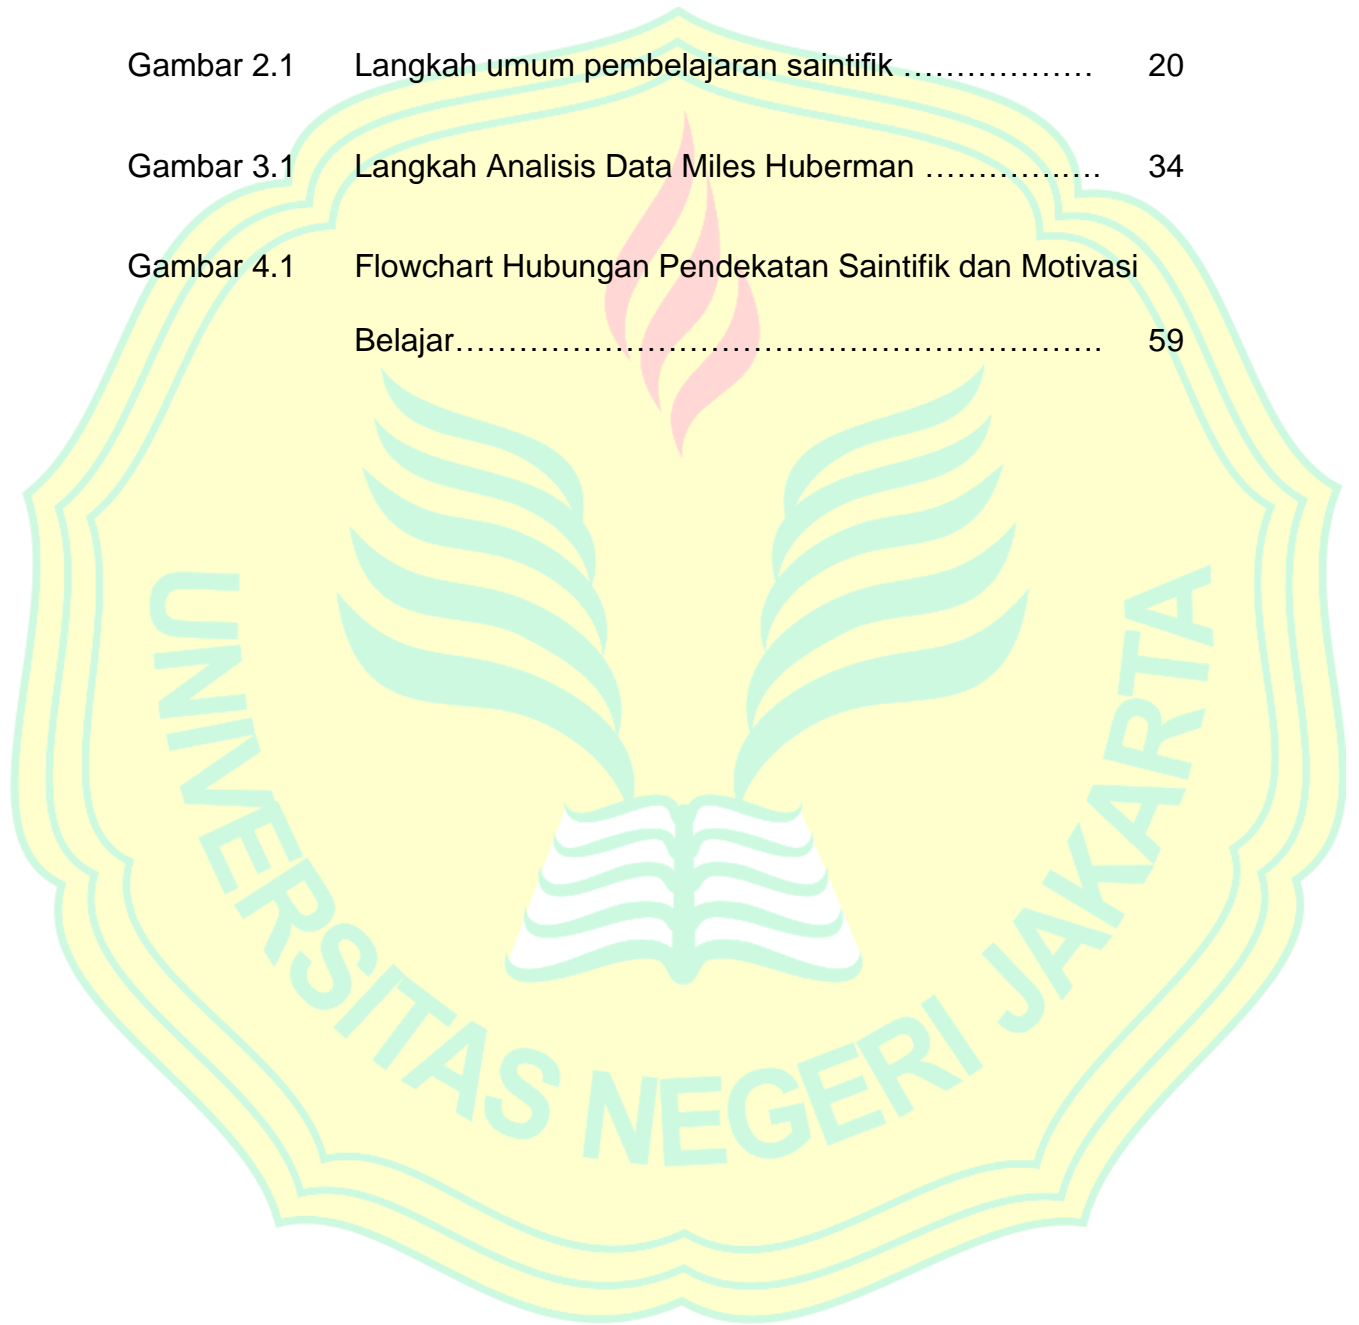 Gambar 2.1 Langkah umum pembelajaran saintifik ……………… 20
Gambar 3.1 Langkah Analisis Data Miles Huberman …………….. 34
Gambar 4.1 Flowchart Hubungan Pendekatan Saintifik dan Motivasi
Belajar……………………………………………………. 59
UNIVERSITAS NEGERI JAKARTA